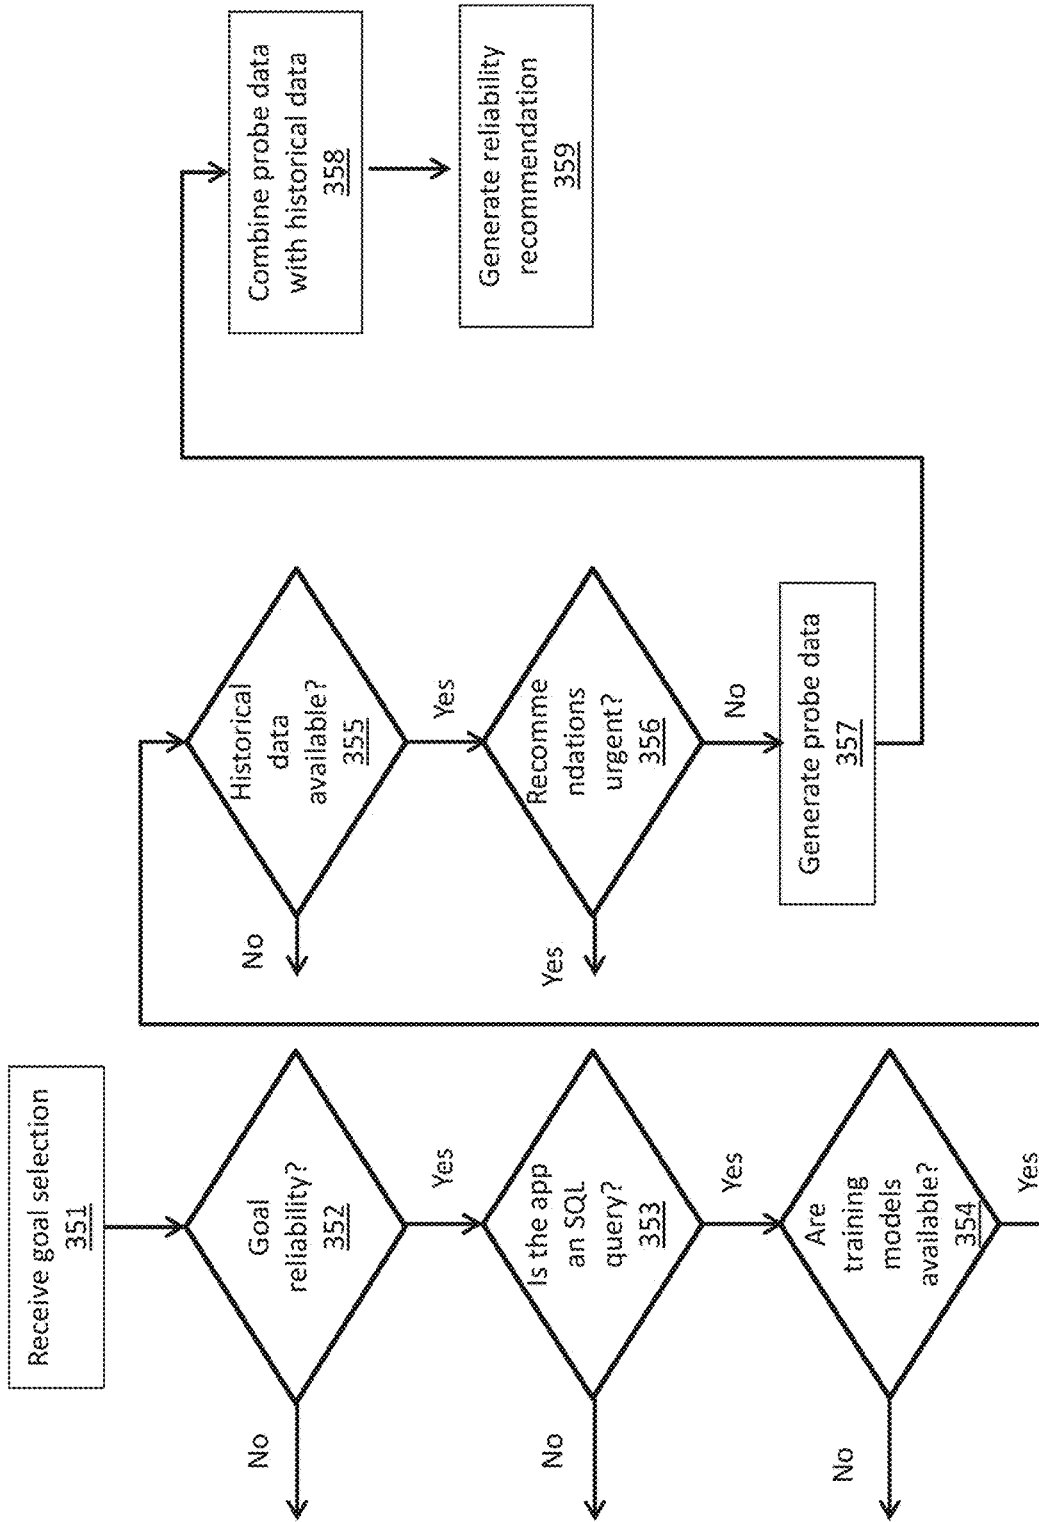 Receive goal selection
351
Goal
reliability?
352
No
Yes
Is the app
an SQL
query?
353
No
Yes
Are
training
models
available?
354
No
Yes
Historical
data
available?
355
No
Yes
Recomme
ndations
urgent?
356
Yes
No
Generate probe data
357
Combine probe data
with historical data
358
Generate reliability
recommendation
359